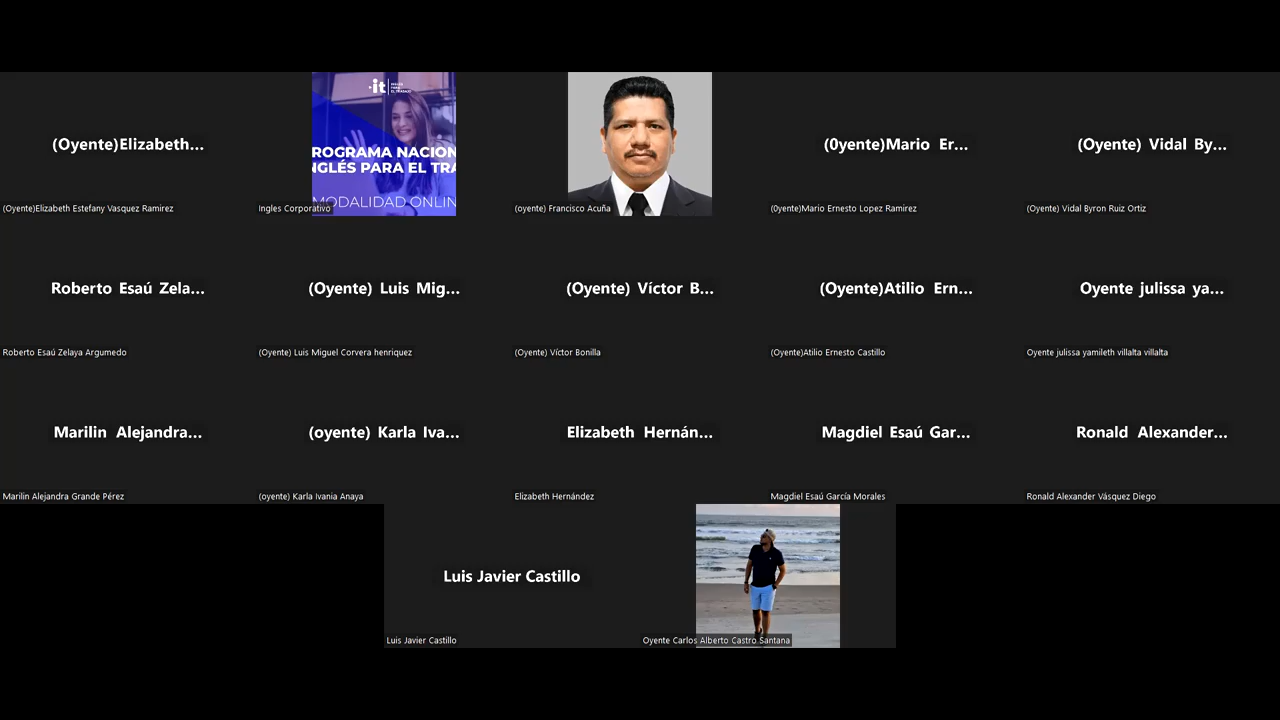 (Oyente)Elizabeth...
(Oyente)Elizabeth Estefany Vasquez Ramirez
it
INGLÉS
PARA
EL TRABAJO
ROGRAMA NACION
NGLÉS PARA EL TRA
MODALIDAD ONLIN
Ingles Corporativo
(oyente) Francisco Acuña
(0yente)Mario Er...
(0yente)Mario Ernesto Lopez Ramirez
(Oyente) Vidal By...
(Oyente) Vidal Byron Ruiz Ortiz
Roberto Esaú Zela...
Roberto Esaú Zelaya Argumedo
(Oyente) Luis Mig...
(Oyente) Luis Miguel Corvera henriquez
(Oyente) Víctor B...
(Oyente) Víctor Bonilla
(Oyente)Atilio Ern...
(Oyente)Atilio Ernesto Castillo
Oyente julissa ya...
Oyente julissa yamileth villalta villalta
Marilin Alejandra...
Marilin Alejandra Grande Pérez
(oyente) Karla Iva...
(oyente) Karla Ivania Anaya
Elizabeth Hernán...
Elizabeth Hernández
Magdiel Esaú Gar...
Magdiel Esaú García Morales
Ronald Alexander...
Ronald Alexander Vásquez Diego
Luis Javier Castillo
Luis Javier Castillo
Oyente Carlos Alberto Castro Santana